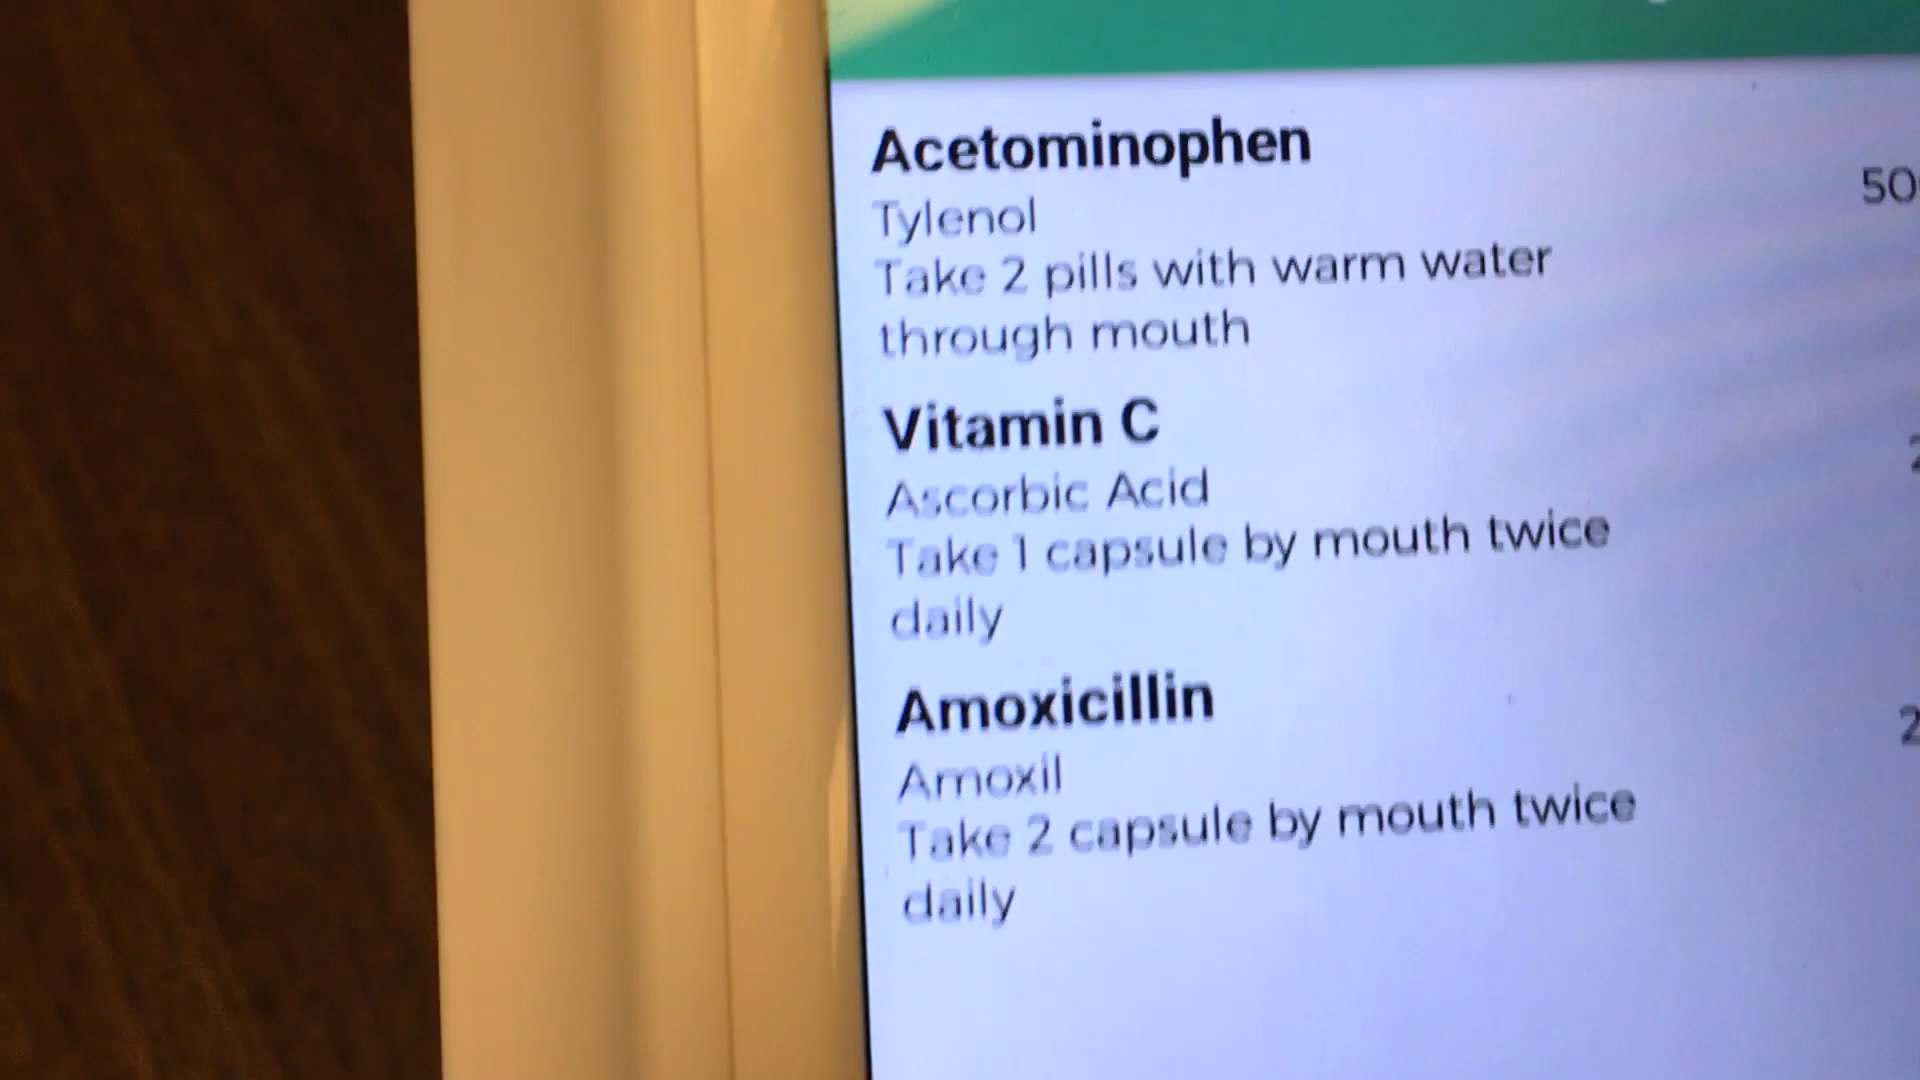 Acetominophen
Tylenol
Take 2 pills with warm water
through mouth
Vitamin C
Ascorbic Acid
Take 1 capsule by mouth twice
daily
Amoxicillin
Amoxil
Take 2 capsule by mouth twice
daily